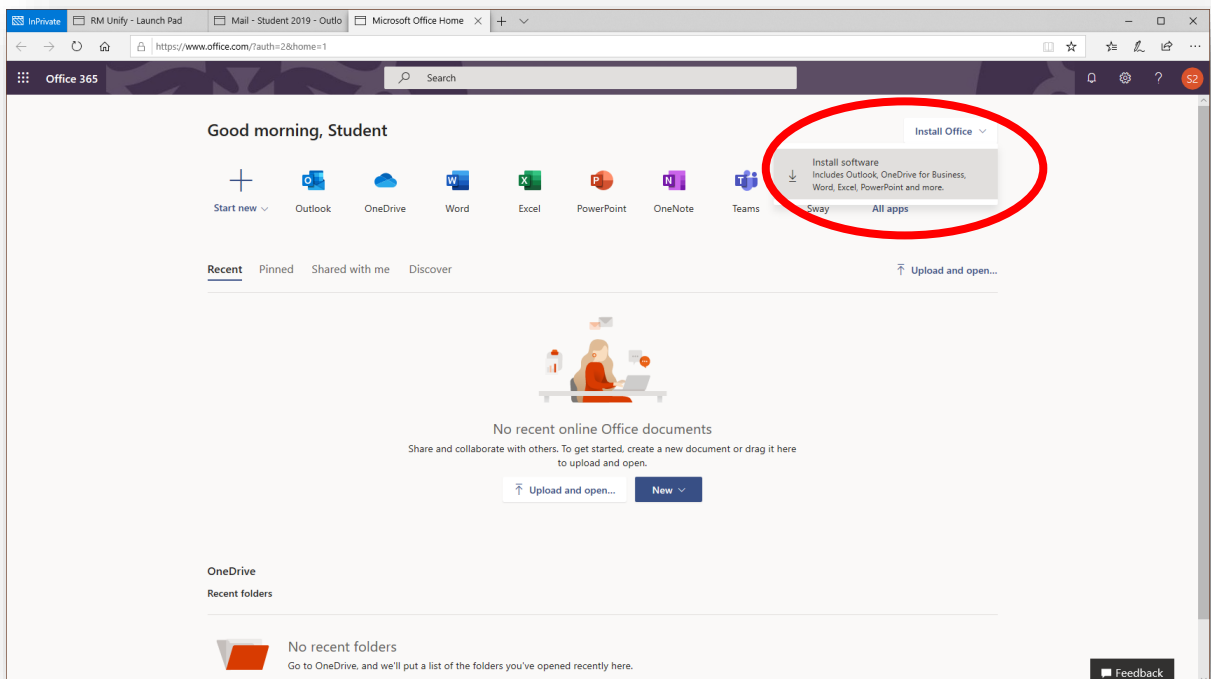 InPrivate RM Unify - Launch Pad Mail - Student 2019 - Outlo Microsoft Office Home
https://www.office.com/?auth=2&home=1
Office 365 Search ? S2
Good morning, Student Install Office
Install software
Includes Outlook, OneDrive for Business,
Word, Excel, PowerPoint and more.
Start new Outlook OneDrive Word Excel PowerPoint OneNote Teams Sway All apps
Recent Pinned Shared with me Discover Upload and open...
No recent online Office documents
Share and collaborate with others. To get started, create a new document or drag it here
to upload and open.
Upload and open... New
OneDrive
Recent folders
No recent folders
Go to OneDrive, and we'll put a list of the folders you've opened recently here.
Feedback